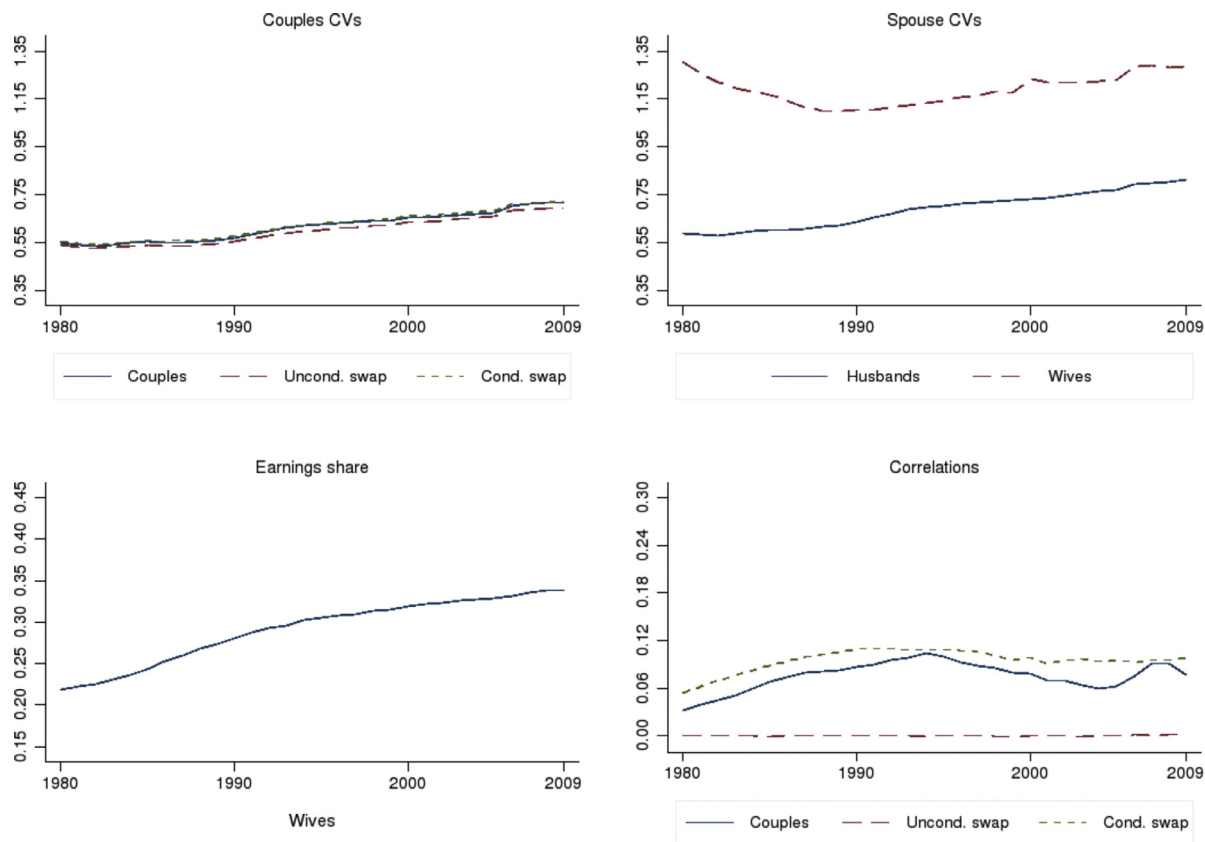 Couples CVs
1.35
1.15
0.95
0.75
0.55
0.35
1980 1990 2000 2009
Couples Uncond. swap Cond. swap
Spouse CVs
1.35
1.15
0.95
0.75
0.55
0.35
1980 1990 2000 2009
Husbands Wives
Earnings share
0.45
0.40
0.35
0.30
0.25
0.20
0.15
1980 1990 2000 2009
Wives
Correlations
0.30
0.24
0.18
0.12
0.06
0.00
1980 1990 2000 2009
Couples Uncond. swap Cond. swap